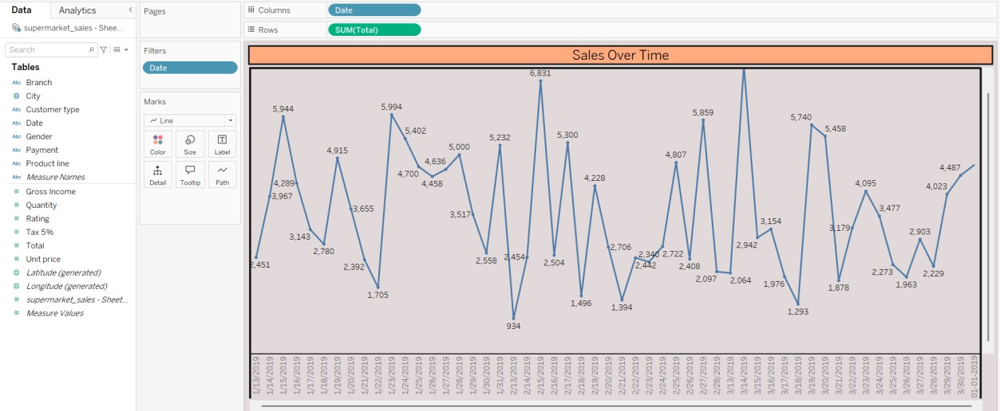 Data
Analytics
supermarket_sales - Shee...
Search
Tables
Abc Branch
City
Abc Customer type
Abc Date
Abc Gender
Abc Payment
Abc Product line
Abc Measure Names
# Gross Income
# Quantity
# Rating
# Tax 5%
# Total
# Unit price
Latitude (generated)
Longitude (generated)
# supermarket_sales - Sheet...
# Measure Values
Pages
Filters
Date
Marks
Line
Color
Size
Label
Detail
Tooltip
Path
Columns
Date
Rows
SUM(Total)
Sales Over Time
2,451
3,967
5,944
4,289
3,143
2,780
4,915
3,655
2,392
1,705
5,994
5,402
4,700
4,458
4,636
5,000
3,517
2,558
5,232
934
2,454
6,831
2,504
5,300
1,496
4,228
2,706
1,394
2,442
2,340
2,722
4,807
2,408
5,859
2,097
2,064
2,942
3,154
1,976
1,293
5,740
5,458
1,878
3,179
4,095
3,477
2,273
1,963
2,903
2,229
4,023
4,487
1/13/2019
1/14/2019
1/15/2019
1/16/2019
1/17/2019
1/18/2019
1/19/2019
1/20/2019
1/21/2019
1/22/2019
1/23/2019
1/24/2019
1/25/2019
1/26/2019
1/27/2019
1/28/2019
1/29/2019
1/30/2019
1/31/2019
2/13/2019
2/14/2019
2/15/2019
2/16/2019
2/17/2019
2/18/2019
2/19/2019
2/20/2019
2/21/2019
2/22/2019
2/23/2019
2/24/2019
2/25/2019
2/26/2019
2/27/2019
2/28/2019
3/13/2019
3/14/2019
3/15/2019
3/16/2019
3/17/2019
3/18/2019
3/19/2019
3/20/2019
3/21/2019
3/22/2019
3/23/2019
3/24/2019
3/25/2019
3/26/2019
3/27/2019
3/28/2019
3/29/2019
3/30/2019
01-01-2019